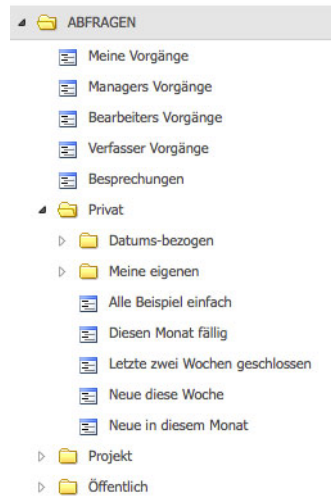 ABFRAGEN
Meine Vorgänge
Managers Vorgänge
Bearbeiters Vorgänge
Verfasser Vorgänge
Besprechungen
Privat
Datums-bezogen
Meine eigenen
Alle Beispiel einfach
Diesen Monat fällig
Letzte zwei Wochen geschlossen
Neue diese Woche
Neue in diesem Monat
Projekt
Öffentlich